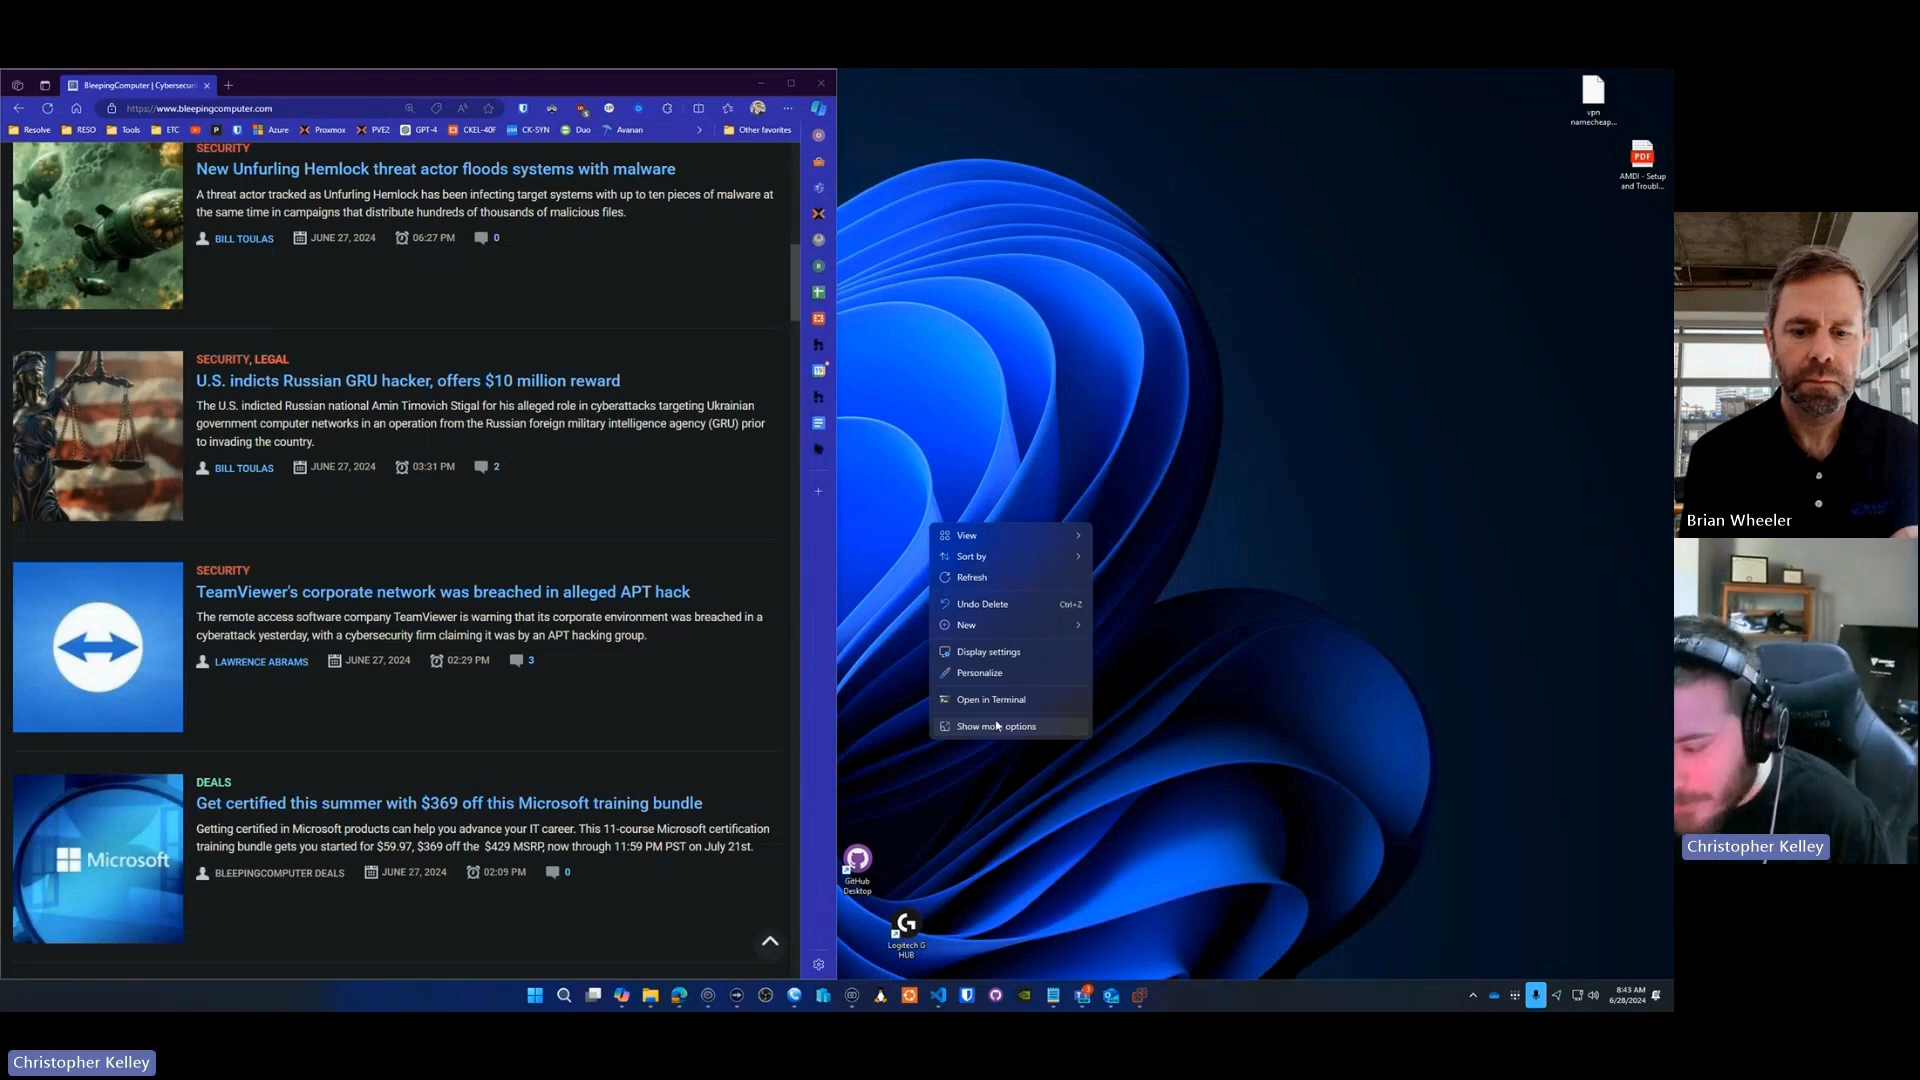 BleepingComputer | Cybersecuri
https://www.bleepingcomputer.com
Resolve
RESO
Tools
ETC
Azure
Proxmox
PVE2
GPT-4
CKEL-40F
CK-SYN
Duo
Avanan
Other favorites
SECURITY
New Unfurling Hemlock threat actor floods systems with malware
A threat actor tracked as Unfurling Hemlock has been infecting target systems with up to ten pieces of malware at
the same time in campaigns that distribute hundreds of thousands of malicious files.
BILL TOULAS JUNE 27, 2024 06:27 PM 0
SECURITY, LEGAL
U.S. indicts Russian GRU hacker, offers $10 million reward
The U.S. indicted Russian national Amin Timovich Stigal for his alleged role in cyberattacks targeting Ukrainian
government computer networks in an operation from the Russian foreign military intelligence agency (GRU) prior
to invading the country.
BILL TOULAS JUNE 27, 2024 03:31 PM 2
SECURITY
TeamViewer's corporate network was breached in alleged APT hack
The remote access software company TeamViewer is warning that its corporate environment was breached in a
cyberattack yesterday, with a cybersecurity firm claiming it was by an APT hacking group.
LAWRENCE ABRAMS JUNE 27, 2024 02:29 PM 3
Microsoft
DEALS
Get certified this summer with $369 off this Microsoft training bundle
Getting certified in Microsoft products can help you advance your IT career. This 11-course Microsoft certification
training bundle gets you started for $59.97, $369 off the $429 MSRP, now through 11:59 PM PST on July 21st.
BLEEPINGCOMPUTER DEALS JUNE 27, 2024 02:09 PM 0
View
Sort by
Refresh
Undo Delete Ctrl+Z
New
Display settings
Personalize
Open in Terminal
Show more options
GitHub
Desktop
Logitech G
HUB
vpn
namecheap...
PDF
AMDI - Setup
and Troubl...
8:43 AM
6/28/2024
Brian Wheeler
Christopher Kelley
Christopher Kelley